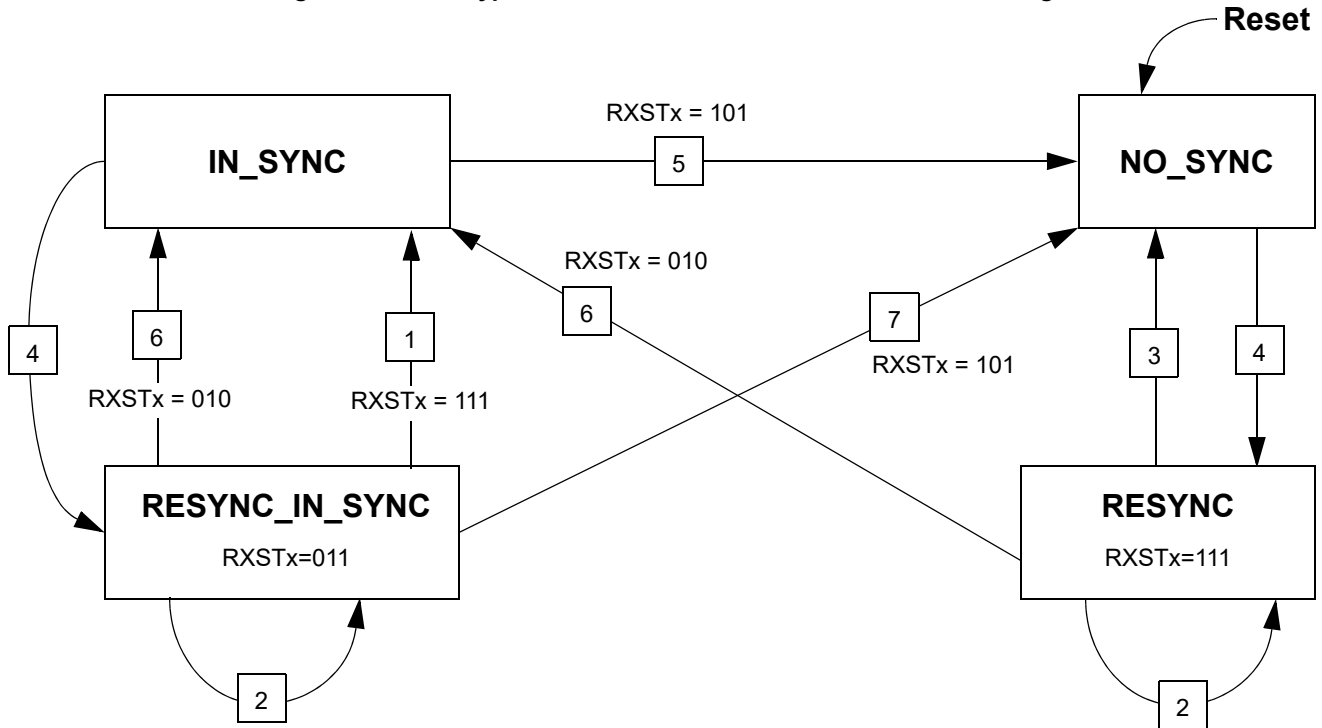 Reset
RXSTx = 101
IN_SYNC
5
NO_SYNC
RXSTx = 010
6
7
RXSTx = 101
4
6
1
3
4
RXSTx = 010
RXSTx = 111
RESYNC_IN_SYNC
RXSTx=011
RESYNC
RXSTx=111
2
2